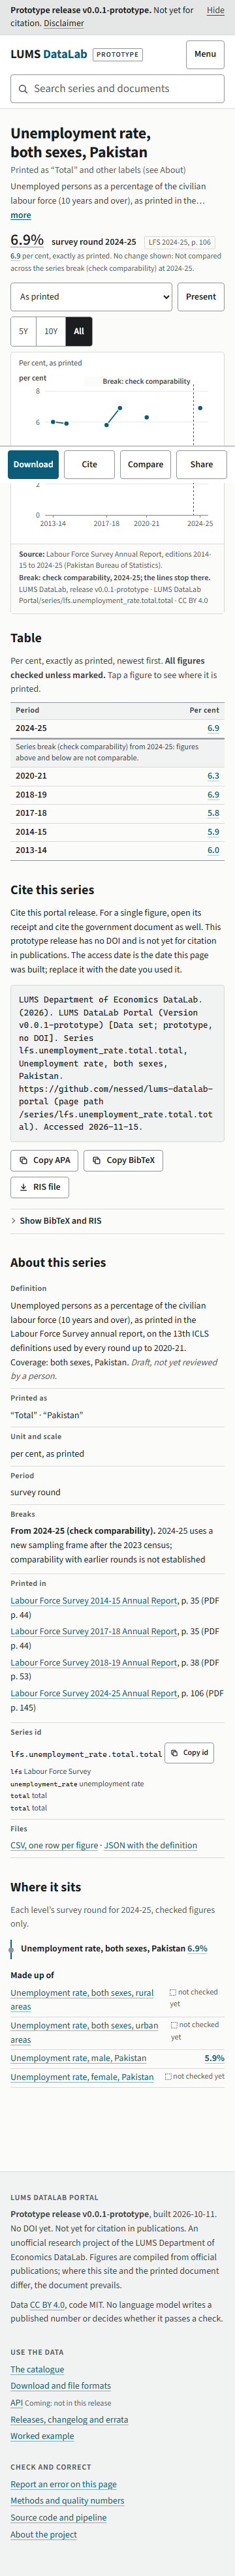 Prototype release v0.0.1-prototype. Not yet for
citation. Disclaimer
Hide
LUMS DataLab
PROTOTYPE
Menu
Search series and documents
Unemployment rate,
both sexes, Pakistan
Printed as “Total” and other labels (see About)
Unemployed persons as a percentage of the civilian
labour force (10 years and over), as printed in the…
more
6.9% survey round 2024-25 LFS 2024-25, p. 106
6.9 per cent, exactly as printed. No change shown: Not compared
across the series break (check comparability) at 2024-25.
As printed
Present
5Y 10Y All
Per cent, as printed
per cent
Break: check comparability
8
6
Download Cite Compare Share
2
0
2013-14 2017-18 2020-21 2024-25
Source: Labour Force Survey Annual Report, editions 2014-
15 to 2024-25 (Pakistan Bureau of Statistics).
Break: check comparability, 2024-25; the lines stop there.
LUMS DataLab, release v0.0.1-prototype · LUMS DataLab
Portal/series/lfs.unemployment_rate.total.total · CC BY 4.0
Table
Per cent, exactly as printed, newest first. All figures
checked unless marked. Tap a figure to see where it is
printed.
Period Per cent
2024-25 6.9
Series break (check comparability) from 2024-25: figures
above and below are not comparable.
2020-21 6.3
2018-19 6.9
2017-18 5.8
2014-15 5.9
2013-14 6.0
Cite this series
Cite this portal release. For a single figure, open its
receipt and cite the government document as well. This
prototype release has no DOI and is not yet for citation
in publications. The access date is the date this page
was built; replace it with the date you used it.
LUMS Department of Economics DataLab.
(2026). LUMS DataLab Portal (Version
v0.0.1-prototype) [Data set; prototype,
no DOI]. Series
lfs.unemployment_rate.total.total,
Unemployment rate, both sexes,
Pakistan.
https://github.com/nessed/lums-datalab-
portal (page path
/series/lfs.unemployment_rate.total.tot
al). Accessed 2026-11-15.
Copy APA
Copy BibTeX
RIS file
Show BibTeX and RIS
About this series
Definition
Unemployed persons as a percentage of the civilian
labour force (10 years and over), as printed in the
Labour Force Survey annual report, on the 13th ICLS
definitions used by every round up to 2020-21.
Coverage: both sexes, Pakistan. Draft, not yet reviewed
by a person.
Printed as
“Total” · “Pakistan”
Unit and scale
per cent, as printed
Period
survey round
Breaks
From 2024-25 (check comparability). 2024-25 uses a
new sampling frame after the 2023 census;
comparability with earlier rounds is not established
Printed in
Labour Force Survey 2014-15 Annual Report, p. 35 (PDF
p. 44)
Labour Force Survey 2017-18 Annual Report, p. 35 (PDF
p. 44)
Labour Force Survey 2018-19 Annual Report, p. 38 (PDF
p. 53)
Labour Force Survey 2024-25 Annual Report, p. 106 (PDF
p. 145)
Series id
lfs.unemployment_rate.total.total Copy id
lfs Labour Force Survey
unemployment_rate unemployment rate
total total
total total
Files
CSV, one row per figure · JSON with the definition
Where it sits
Each level’s survey round for 2024-25, checked figures
only.
Unemployment rate, both sexes, Pakistan 6.9%
Made up of
Unemployment rate, both sexes, rural
areas
not checked
yet
Unemployment rate, both sexes, urban
areas
not checked
yet
Unemployment rate, male, Pakistan 5.9%
Unemployment rate, female, Pakistan not checked yet
LUMS DATALAB PORTAL
Prototype release v0.0.1-prototype, built 2026-10-11.
No DOI yet. Not yet for citation in publications. An
unofficial research project of the LUMS Department of
Economics DataLab. Figures are compiled from official
publications; where this site and the printed document
differ, the document prevails.
Data CC BY 4.0, code MIT. No language model writes a
published number or decides whether it passes a check.
USE THE DATA
The catalogue
Download and file formats
API Coming: not in this release
Releases, changelog and errata
Worked example
CHECK AND CORRECT
Report an error on this page
Methods and quality numbers
Source code and pipeline
About the project